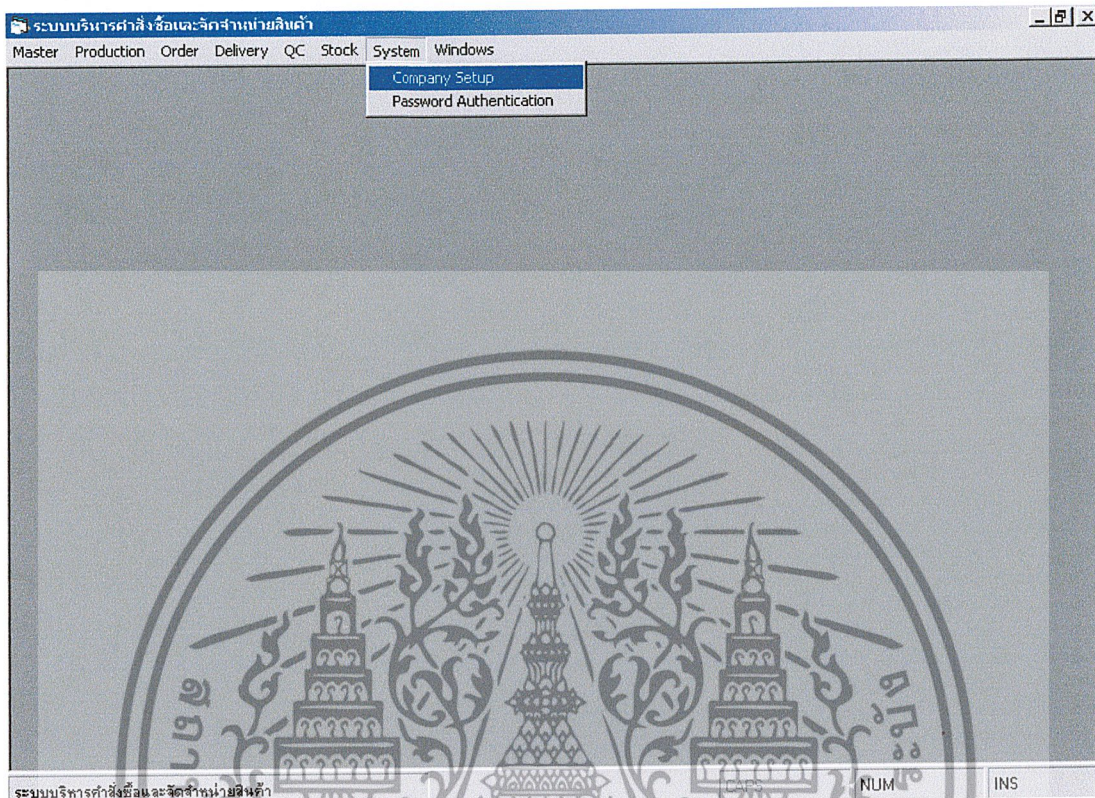 ระบบบริหารคำสั่งซื้อและจัดจำหน่ายสินค้า
Master Production Order Delivery QC Stock System Windows
Company Setup
Password Authentication
ระบบบริหารคำสั่งซื้อและจัดจำหน่ายสินค้า CAPS NUM INS